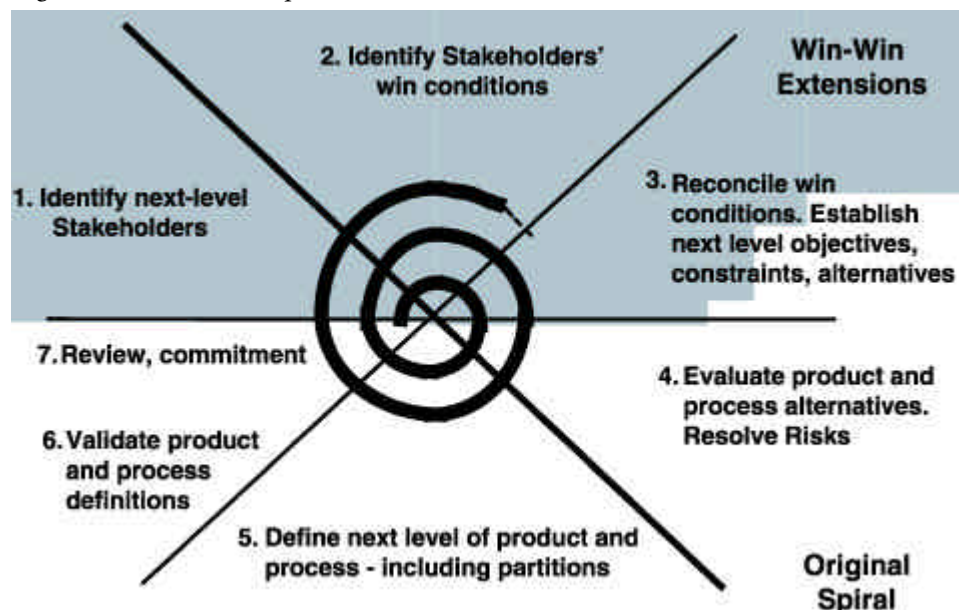 2. Identify Stakeholders'
win conditions
Win-Win
Extensions
1. Identify next-level
Stakeholders
3. Reconcile win
conditions. Establish
next level objectives,
constraints, alternatives
7. Review, commitment
4. Evaluate product and
process alternatives.
Resolve Risks
6. Validate product
and process
definitions
5. Define next level of product and
process - including partitions
Original
Spiral